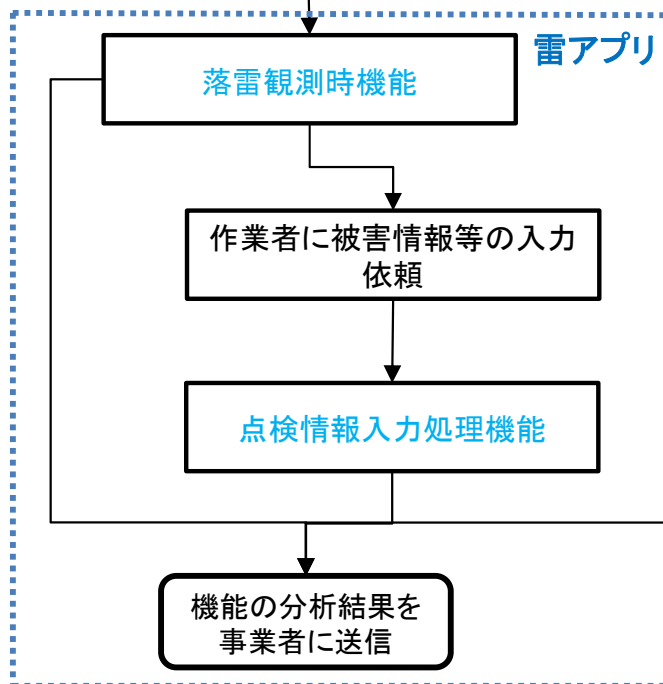 雷アプリ
落雷観測時機能
作業者に被害情報等の入力
依頼
点検情報入力処理機能
機能の分析結果を
事業者に送信